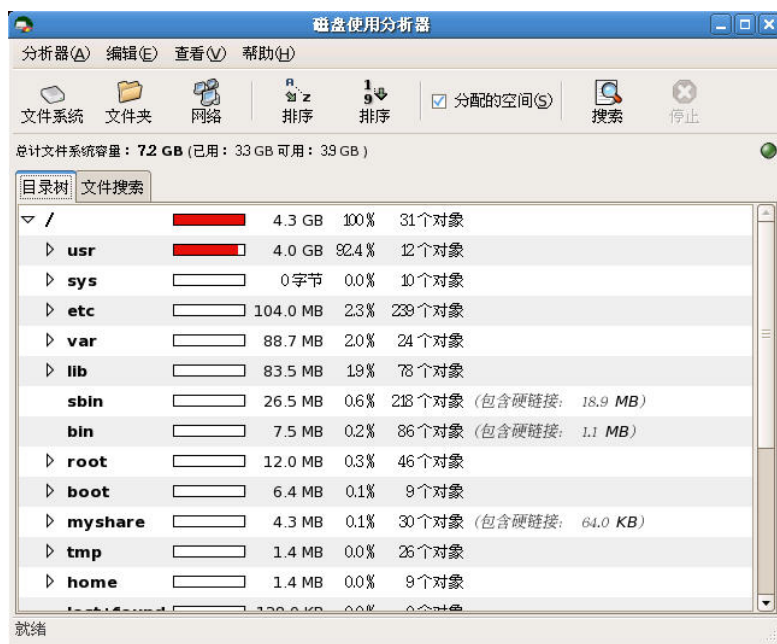 磁盘使用分析器
分析器(A) 编辑(E) 查看(V) 帮助(H)
文件系统 文件夹 网络 排序 排序 分配的空间(S) 搜索 停止
总计文件系统容量：7.2 GB (已用：3.3 GB 可用：3.9 GB)
目录树 文件搜索
/ 4.3 GB 100% 31个对象
usr 4.0 GB 92.4% 12个对象
sys 0字节 0.0% 10个对象
etc 104.0 MB 2.3% 239个对象
var 88.7 MB 2.0% 24个对象
lib 83.5 MB 1.9% 78个对象
sbin 26.5 MB 0.6% 218个对象 (包含硬链接： 18.9 MB)
bin 7.5 MB 0.2% 86个对象 (包含硬链接： 1.1 MB)
root 12.0 MB 0.3% 46个对象
boot 6.4 MB 0.1% 9个对象
myshare 4.3 MB 0.1% 30个对象 (包含硬链接： 64.0 KB)
tmp 1.4 MB 0.0% 26个对象
home 1.4 MB 0.0% 9个对象
就绪